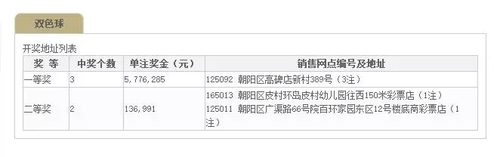 双色球
开奖地址列表
奖 等 中奖个数 单注奖金（元） 销售网点编号及地址
一等奖 3 5,776,285 125092 朝阳区高碑店新村389号（3注）
二等奖 2 136,991 165013 朝阳区皮村环岛皮村幼儿园往西150米彩票店（1注）
125011 朝阳区广渠路66号院百环家园东区12号楼底商彩票店（1
注）